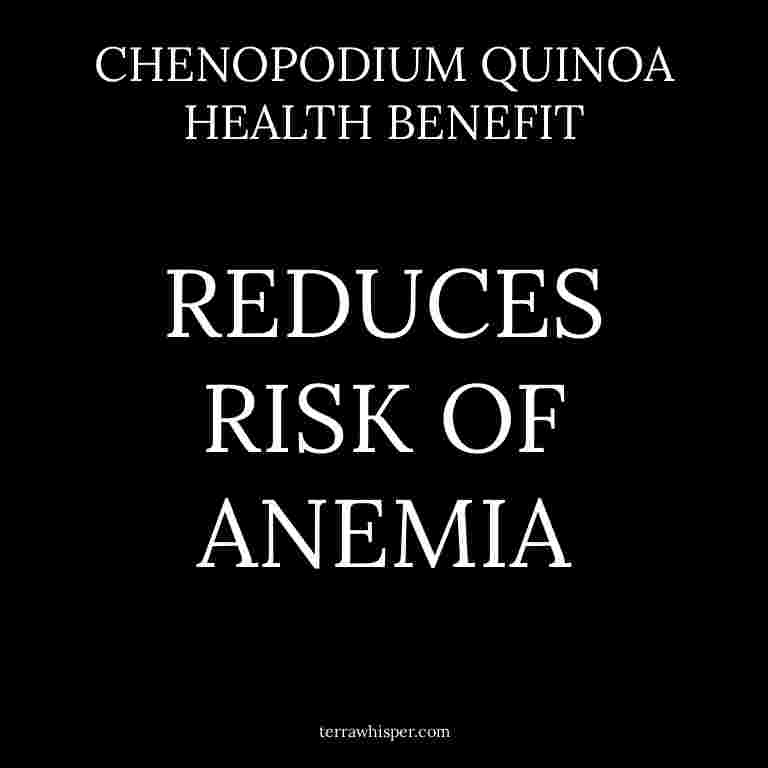 CHENOPODIUM QUINOA
HEALTH BENEFIT
REDUCES
RISK OF
ANEMIA
terrawhisper.com